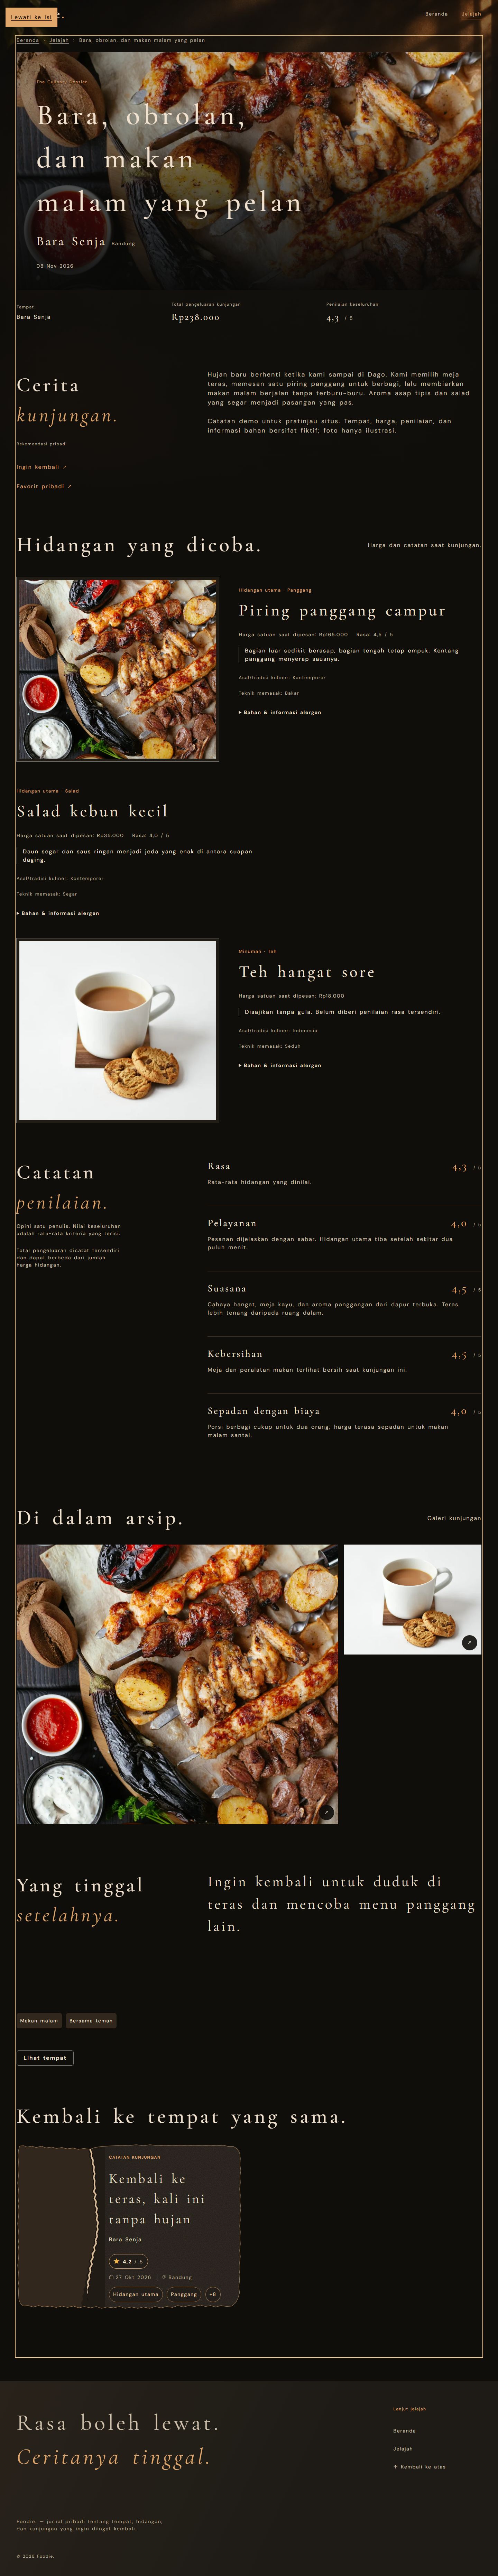 Lewati ke isi
Beranda
Jelajah
Beranda › Jelajah › Bara, obrolan, dan makan malam yang pelan
The Culinary Dossier
Bara, obrolan,
dan makan
malam yang pelan
Bara Senja Bandung
08 Nov 2026
Tempat
Bara Senja
Total pengeluaran kunjungan
Rp238.000
Penilaian keseluruhan
4,3 / 5
Cerita
kunjungan.
Rekomendasi pribadi
Ingin kembali ↗
Favorit pribadi ↗
Hujan baru berhenti ketika kami sampai di Dago. Kami memilih meja
teras, memesan satu piring panggang untuk berbagi, lalu membiarkan
makan malam berjalan tanpa terburu-buru. Aroma asap tipis dan salad
yang segar menjadi pasangan yang pas.
Catatan demo untuk pratinjau situs. Tempat, harga, penilaian, dan
informasi bahan bersifat fiktif; foto hanya ilustrasi.
Hidangan yang dicoba.
Harga dan catatan saat kunjungan.
Hidangan utama · Panggang
Piring panggang campur
Harga satuan saat dipesan: Rp165.000 Rasa: 4,5 / 5
Bagian luar sedikit berasap, bagian tengah tetap empuk. Kentang
panggang menyerap sausnya.
Asal/tradisi kuliner: Kontemporer
Teknik memasak: Bakar
▸ Bahan & informasi alergen
Hidangan utama · Salad
Salad kebun kecil
Harga satuan saat dipesan: Rp35.000 Rasa: 4,0 / 5
Daun segar dan saus ringan menjadi jeda yang enak di antara suapan
daging.
Asal/tradisi kuliner: Kontemporer
Teknik memasak: Segar
▸ Bahan & informasi alergen
Minuman · Teh
Teh hangat sore
Harga satuan saat dipesan: Rp18.000
Disajikan tanpa gula. Belum diberi penilaian rasa tersendiri.
Asal/tradisi kuliner: Indonesia
Teknik memasak: Seduh
▸ Bahan & informasi alergen
Catatan
penilaian.
Opini satu penulis. Nilai keseluruhan
adalah rata-rata kriteria yang terisi.
Total pengeluaran dicatat tersendiri
dan dapat berbeda dari jumlah
harga hidangan.
Rasa
4,3 / 5
Rata-rata hidangan yang dinilai.
Pelayanan
4,0 / 5
Pesanan dijelaskan dengan sabar. Hidangan utama tiba setelah sekitar dua
puluh menit.
Suasana
4,5 / 5
Cahaya hangat, meja kayu, dan aroma panggangan dari dapur terbuka. Teras
lebih tenang daripada ruang dalam.
Kebersihan
4,5 / 5
Meja dan peralatan makan terlihat bersih saat kunjungan ini.
Sepadan dengan biaya
4,0 / 5
Porsi berbagi cukup untuk dua orang; harga terasa sepadan untuk makan
malam santai.
Di dalam arsip.
Galeri kunjungan
↗
↗
Yang tinggal
setelahnya.
Ingin kembali untuk duduk di
teras dan mencoba menu panggang
lain.
Makan malam
Bersama teman
Lihat tempat
Kembali ke tempat yang sama.
CATATAN KUNJUNGAN
Kembali ke
teras, kali ini
tanpa hujan
Bara Senja
★ 4,2 / 5
27 Okt 2026
Bandung
Hidangan utama
Panggang
+8
Rasa boleh lewat.
Ceritanya tinggal.
Lanjut jelajah
Beranda
Jelajah
↑ Kembali ke atas
Foodie. — jurnal pribadi tentang tempat, hidangan,
dan kunjungan yang ingin diingat kembali.
© 2026 Foodie.